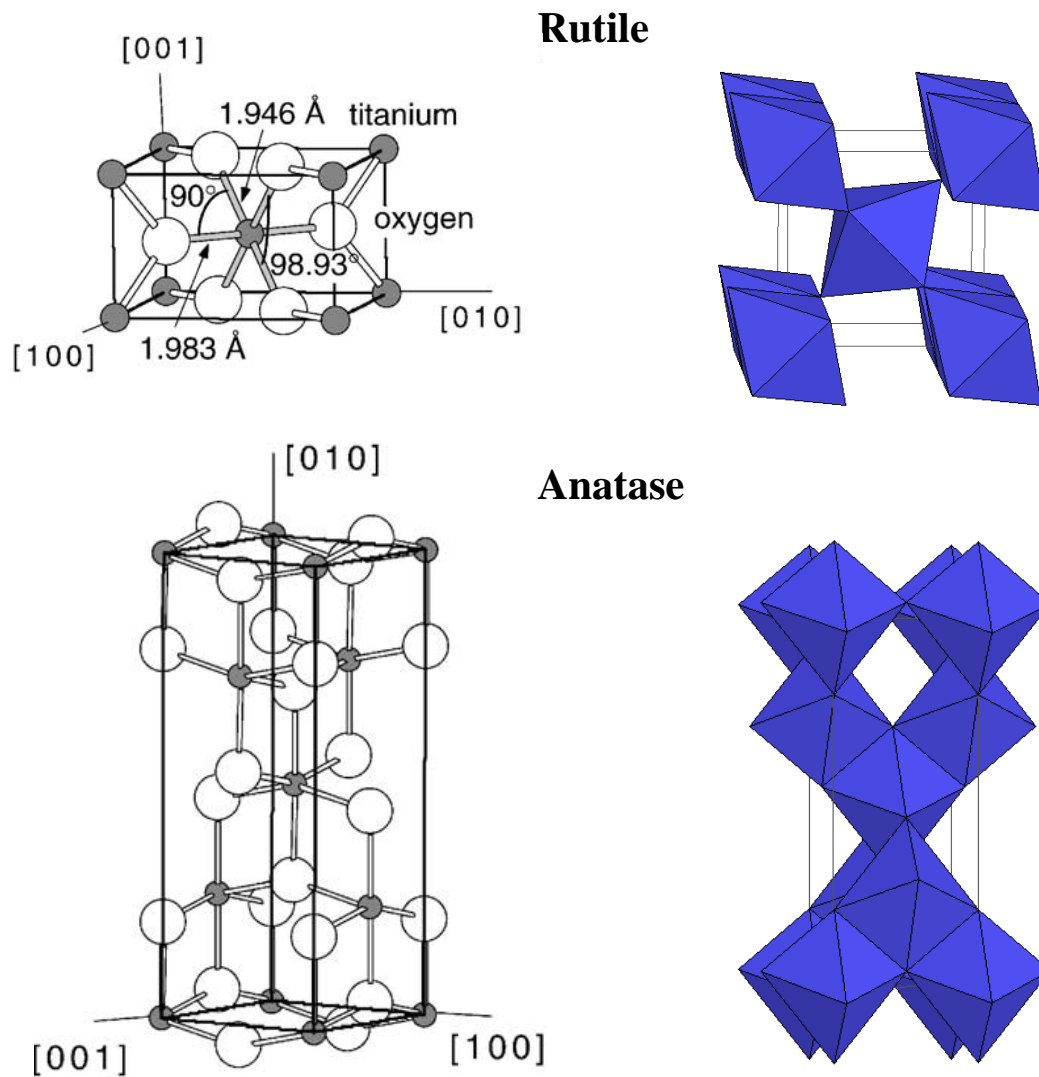 Rutile
[001]
1.946 Å
titanium
90°
oxygen
98.93°
[010]
[100]
1.983 Å
Anatase
[010]
[001]
[100]